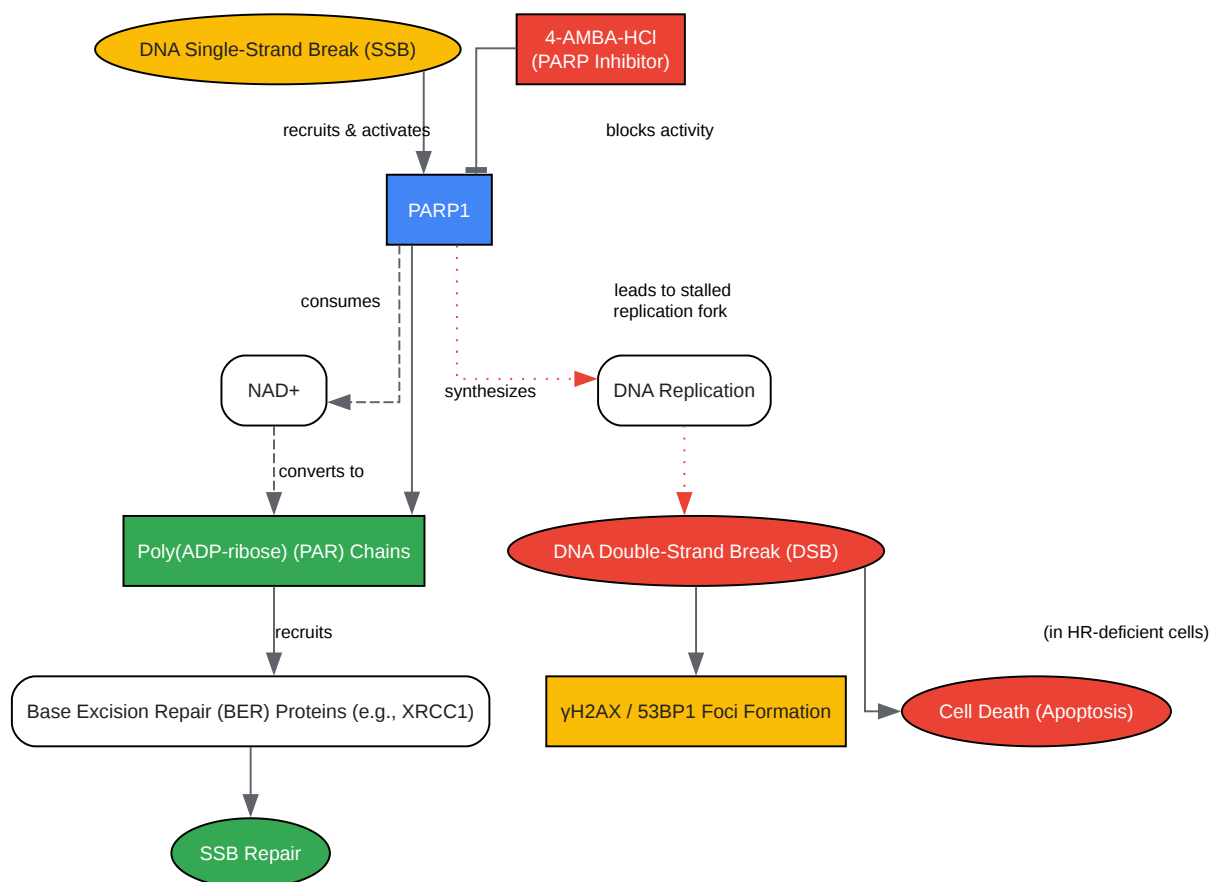 DNA Single-Strand Break (SSB)
4-AMBA-HCl
(PARP Inhibitor)
recruits & activates
blocks activity
PARP1
consumes
leads to stalled
replication fork
NAD+
synthesizes
DNA Replication
converts to
Poly(ADP-ribose) (PAR) Chains
DNA Double-Strand Break (DSB)
recruits
(in HR-deficient cells)
Base Excision Repair (BER) Proteins (e.g., XRCC1)
γH2AX / 53BP1 Foci Formation
Cell Death (Apoptosis)
SSB Repair